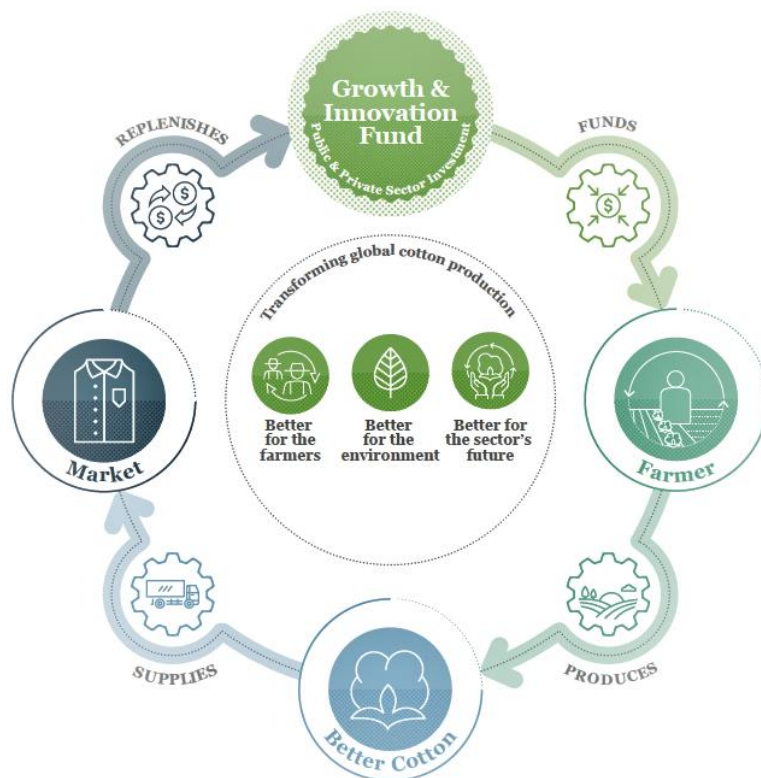 Growth &
Innovation
Fund
Public & Private Sector Investment
REPLENISHES
FUNDS
$
$
$
Transforming global cotton production
Better
for the
farmers
Better
for the
environment
Better for
the sector's
future
Market
Farmer
SUPPLIES
PRODUCES
Better Cotton